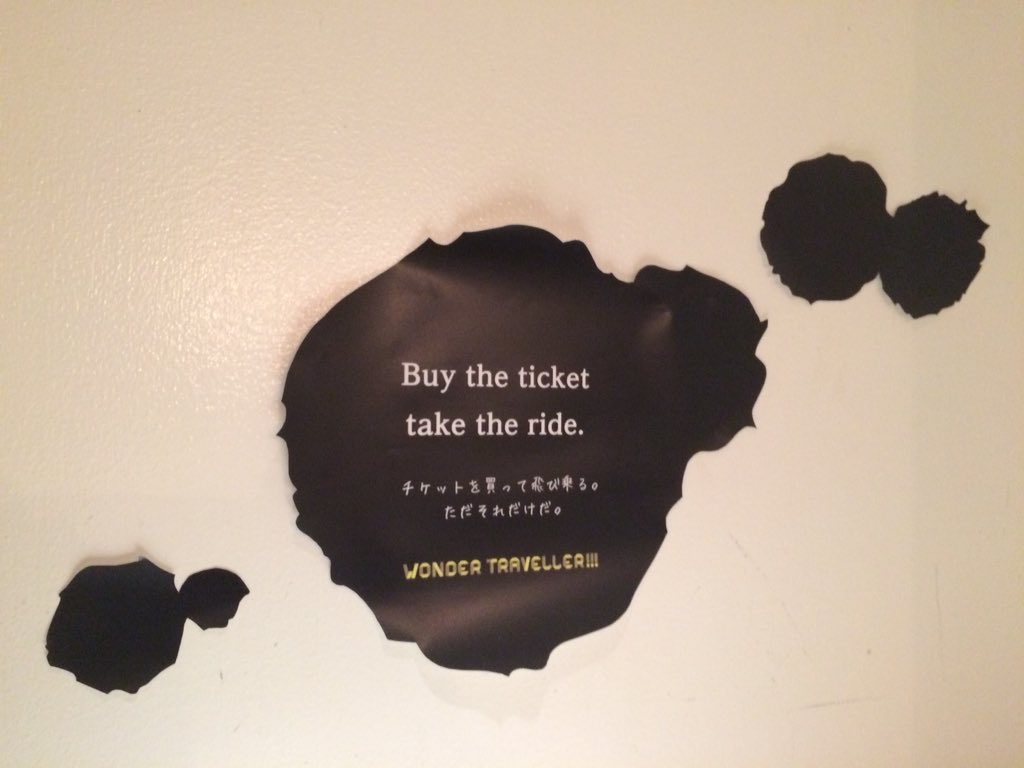 Buy the ticket
take the ride.
チケットを買って飛び乗る。
ただそれだけだ。
WONDER TRAVELLER!!!